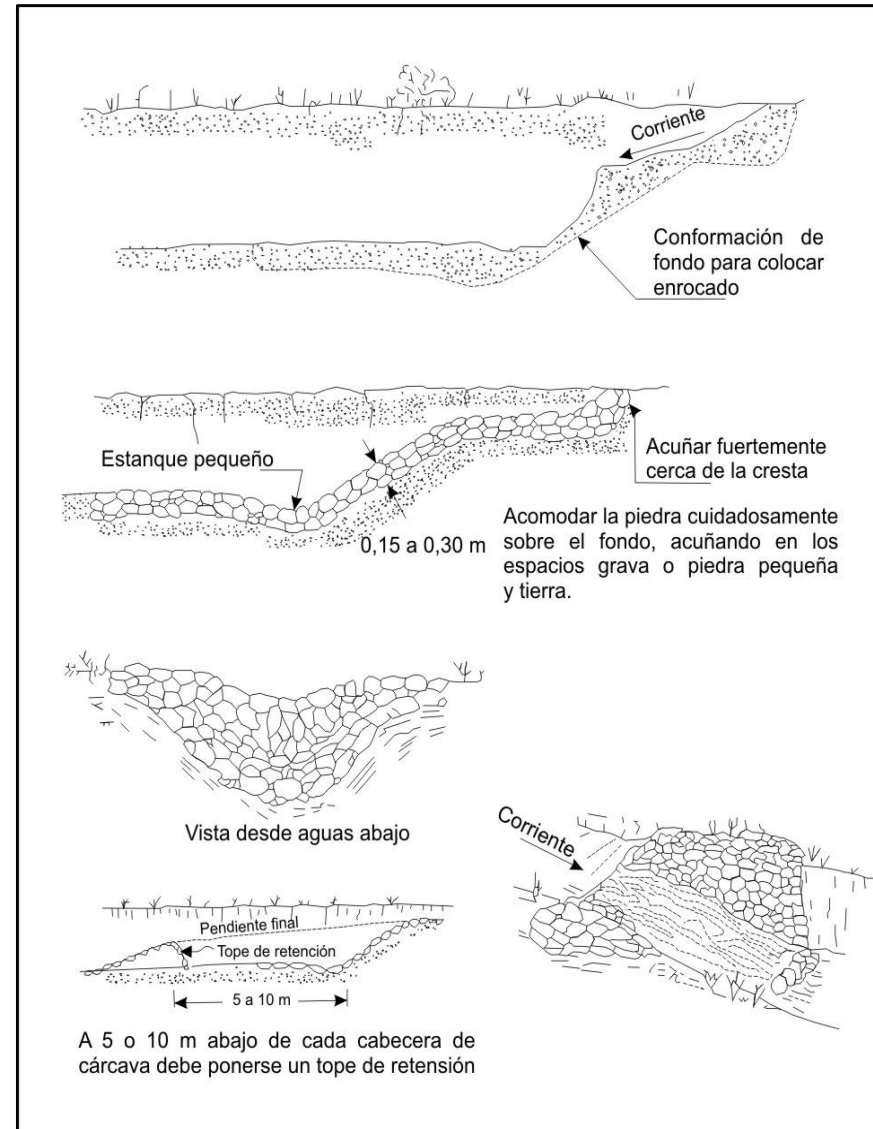 Corriente
Conformación de
fondo para colocar
enrocado
Estanque pequeño
Acuñar fuertemente
cerca de la cresta
0,15 a 0,30 m
Acomodar la piedra cuidadosamente
sobre el fondo, acuñando en los
espacios grava o piedra pequeña
y tierra.
Vista desde aguas abajo
Corriente
Pendiente final
Tope de retención
5 a 10 m
A 5 o 10 m abajo de cada cabecera de
cárcava debe ponerse un tope de retensión